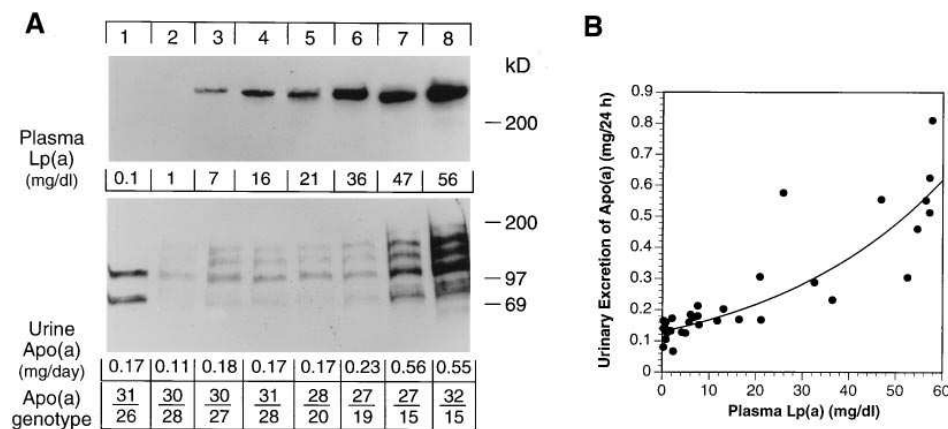 A
1 2 3 4 5 6 7 8
kD
200
Plasma
Lp(a)
(mg/dl)
0.1 1 7 16 21 36 47 56
200
97
69
Urine
Apo(a)
(mg/day)
0.17 0.11 0.18 0.17 0.17 0.23 0.56 0.55
Apo(a)
genotype
31 30 30 31 28 27 27 32
26 28 27 28 20 19 15 15
B
Urinary Excretion of Apo(a) (mg/24 h)
0.9
0.8
0.7
0.6
0.5
0.4
0.3
0.2
0.1
0
0 10 20 30 40 50 60
Plasma Lp(a) (mg/dl)